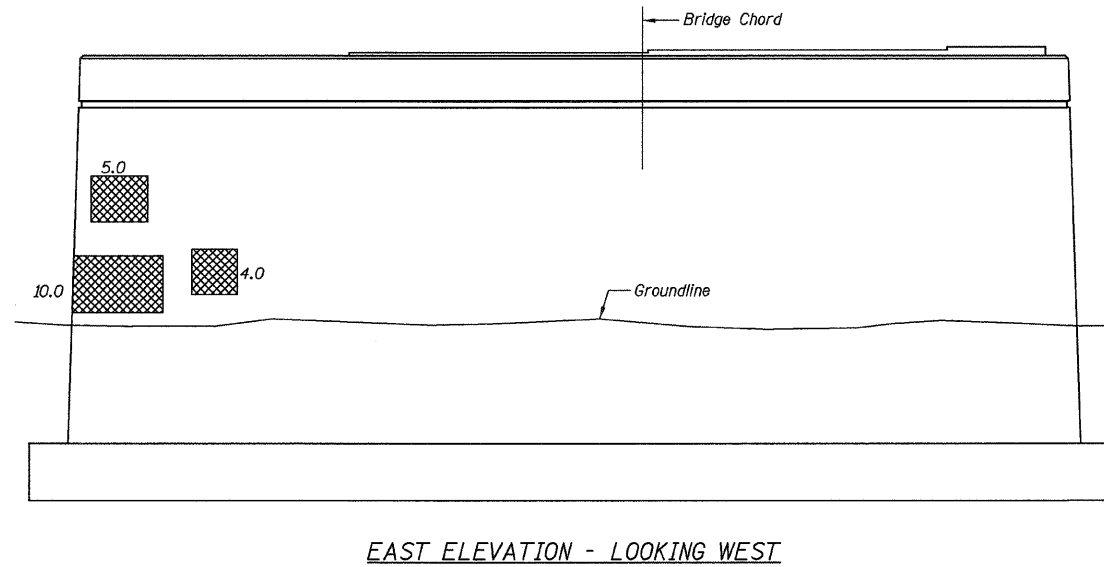 Bridge Chord
5.0
4.0
10.0
Groundline
EAST ELEVATION - LOOKING WEST